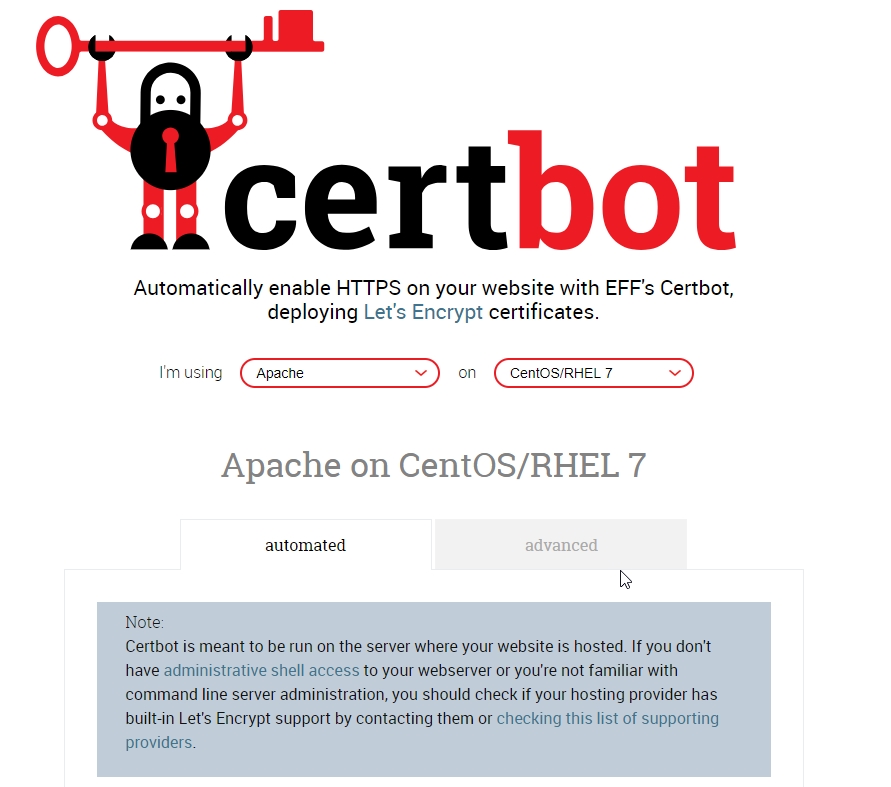 certbot
Automatically enable HTTPS on your website with EFF's Certbot,
deploying Let's Encrypt certificates.
I'm using Apache on CentOS/RHEL 7
Apache on CentOS/RHEL 7
automated advanced
Note:
Certbot is meant to be run on the server where your website is hosted. If you don't
have administrative shell access to your webserver or you're not familiar with
command line server administration, you should check if your hosting provider has
built-in Let's Encrypt support by contacting them or checking this list of supporting
providers.